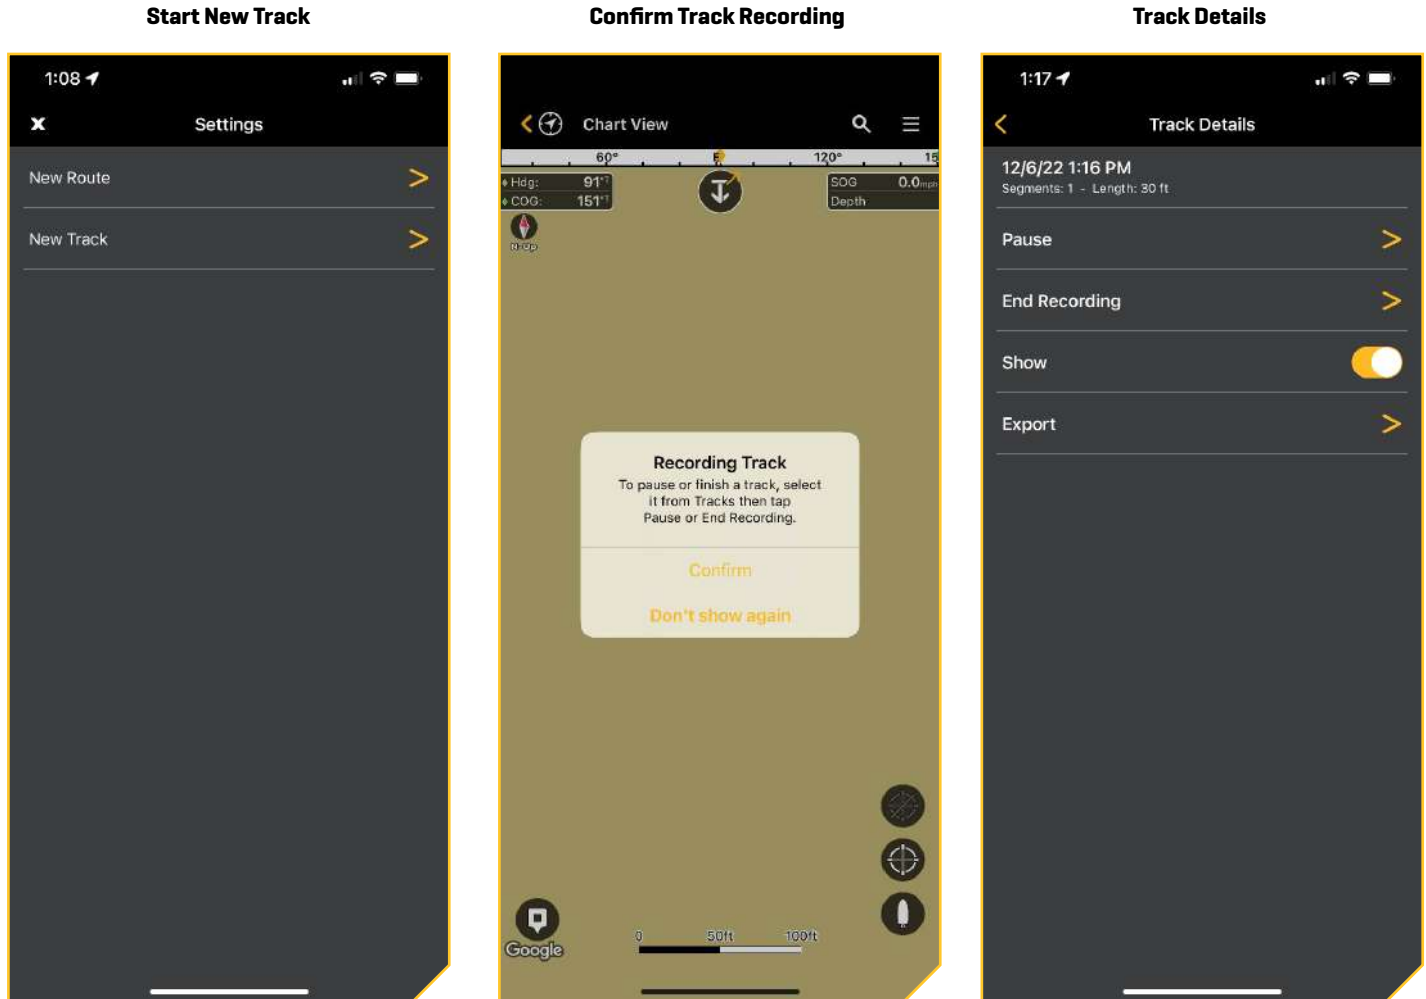 Start New Track
1:08
X
Settings
New Route
New Track
Confirm Track Recording
Chart View
60° E 120° 15
Hdg: 91°T
COG: 151°T
SOG 0.0mph
Depth
N-Up
Recording Track
To pause or finish a track, select
it from Tracks then tap
Pause or End Recording.
Confirm
Don't show again
Google
0 50ft 100ft
Track Details
1:17
Track Details
12/6/22 1:16 PM
Segments: 1 - Length: 30 ft
Pause
End Recording
Show
Export